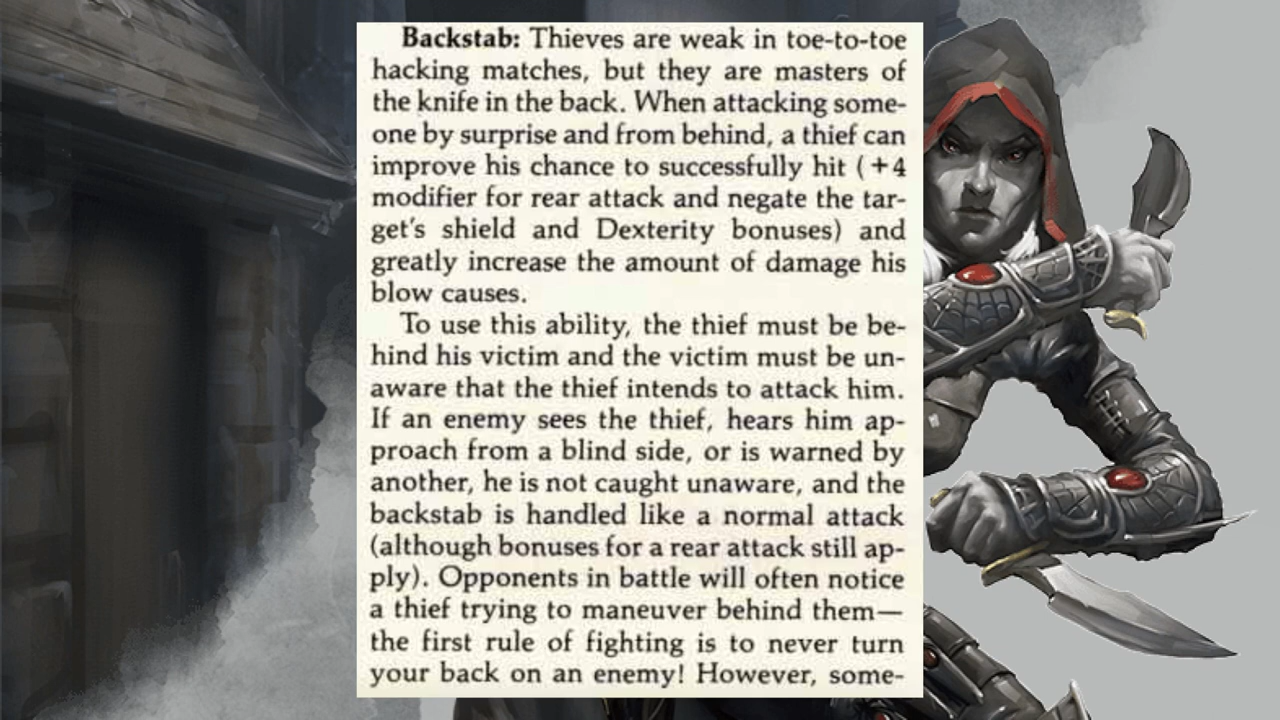 Backstab: Thieves are weak in toe-to-toe
hacking matches, but they are masters of
the knife in the back. When attacking some-
one by surprise and from behind, a thief can
improve his chance to successfully hit (+4
modifier for rear attack and negate the tar-
get's shield and Dexterity bonuses) and
greatly increase the amount of damage his
blow causes.
To use this ability, the thief must be be-
hind his victim and the victim must be un-
aware that the thief intends to attack him.
If an enemy sees the thief, hears him ap-
proach from a blind side, or is warned by
another, he is not caught unaware, and the
backstab is handled like a normal attack
(although bonuses for a rear attack still ap-
ply). Opponents in battle will often notice
a thief trying to maneuver behind them—
the first rule of fighting is to never turn
your back on an enemy! However, some-